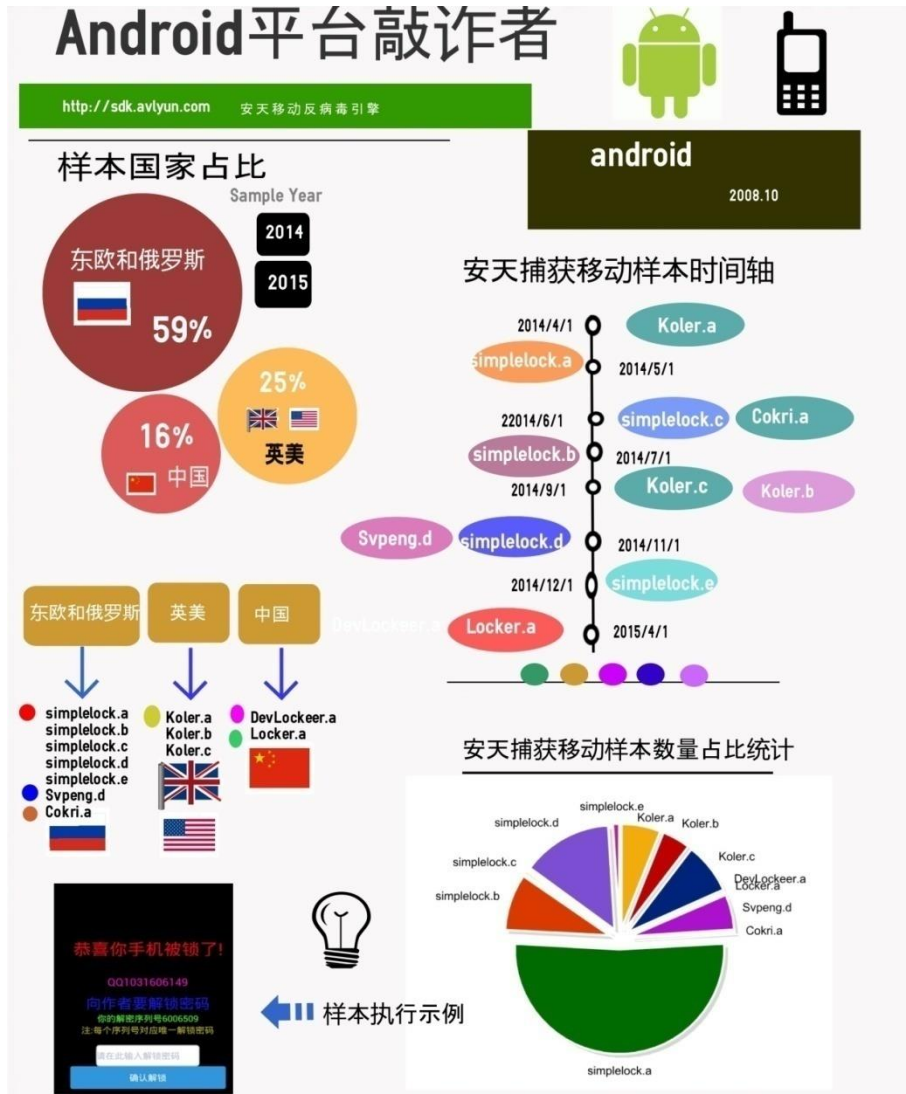 Android平台敲诈者
http://sdk.avlyun.com 安天移动反病毒引擎
android
2008.10
样本国家占比
Sample Year
2014
2015
东欧和俄罗斯
59%
25%
英美
16%
中国
安天捕获移动样本时间轴
2014/4/1 Koler.a
simplelock.a 2014/5/1
22014/6/1 simplelock.c Cokri.a
simplelock.b 2014/7/1
2014/9/1 Koler.c Koler.b
Svpeng.d simplelock.d 2014/11/1
2014/12/1 simplelock.e
DevLockeer.a Locker.a 2015/4/1
东欧和俄罗斯 英美 中国
simplelock.a
simplelock.b
simplelock.c
simplelock.d
simplelock.e
Svpeng.d
Cokri.a
Koler.a
Koler.b
Koler.c
DevLockeer.a
Locker.a
安天捕获移动样本数量占比统计
simplelock.e
Koler.a
Koler.b
simplelock.d
Koler.c
simplelock.c
DevLockeer.a
Locker.a
simplelock.b
Svpeng.d
Cokri.a
simplelock.a
恭喜你手机被锁了!
QQ1031606149
向作者要解锁密码
你的解密序列号6006509
注:每个序列号对应唯一解锁密码
请在此输入解锁密码
确认解锁
样本执行示例